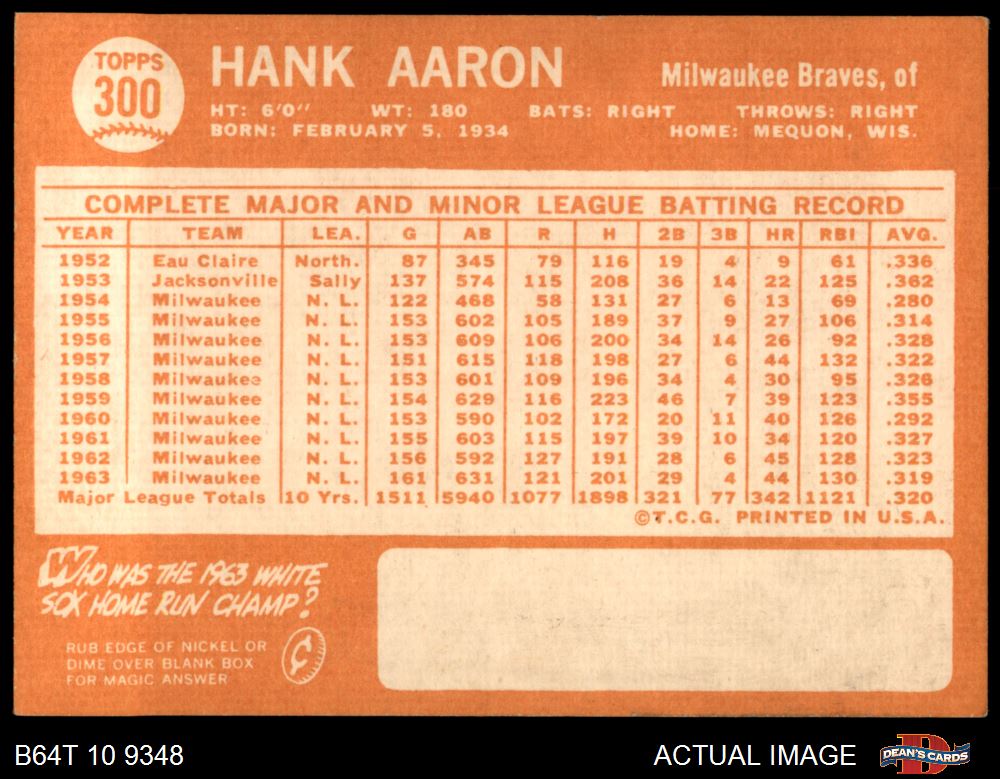 TOPPS
300
HANK AARON
Milwaukee Braves, of
HT: 6'0" WT: 180 BATS: RIGHT THROWS: RIGHT
BORN: FEBRUARY 5, 1934 HOME: MEQUON, WIS.
COMPLETE MAJOR AND MINOR LEAGUE BATTING RECORD
YEAR TEAM LEA. G AB R H 2B 3B HR RBI AVG.
1952 Eau Claire North. 87 345 79 116 19 4 9 61 .336
1953 Jacksonville Sally 137 574 115 208 36 14 22 125 .362
1954 Milwaukee N. L. 122 468 58 131 27 6 13 69 .280
1955 Milwaukee N. L. 153 602 105 189 37 9 27 106 .314
1956 Milwaukee N. L. 153 609 106 200 34 14 26 92 .328
1957 Milwaukee N. L. 151 615 118 198 27 6 44 132 .322
1958 Milwaukee N. L. 153 601 109 196 34 4 30 95 .326
1959 Milwaukee N. L. 154 629 116 223 46 7 39 123 .355
1960 Milwaukee N. L. 153 590 102 172 20 11 40 126 .292
1961 Milwaukee N. L. 155 603 115 197 39 10 34 120 .327
1962 Milwaukee N. L. 156 592 127 191 28 6 45 128 .323
1963 Milwaukee N. L. 161 631 121 201 29 4 44 130 .319
Major League Totals 10 Yrs. 1511 5940 1077 1898 321 77 342 1121 .320
©T.C.G. PRINTED IN U.S.A.
WHO WAS THE 1963 WHITE
SOX HOME RUN CHAMP?
RUB EDGE OF NICKEL OR
DIME OVER BLANK BOX
FOR MAGIC ANSWER
¢
B64T 10 9348
ACTUAL IMAGE
D
DEAN'S CARDS